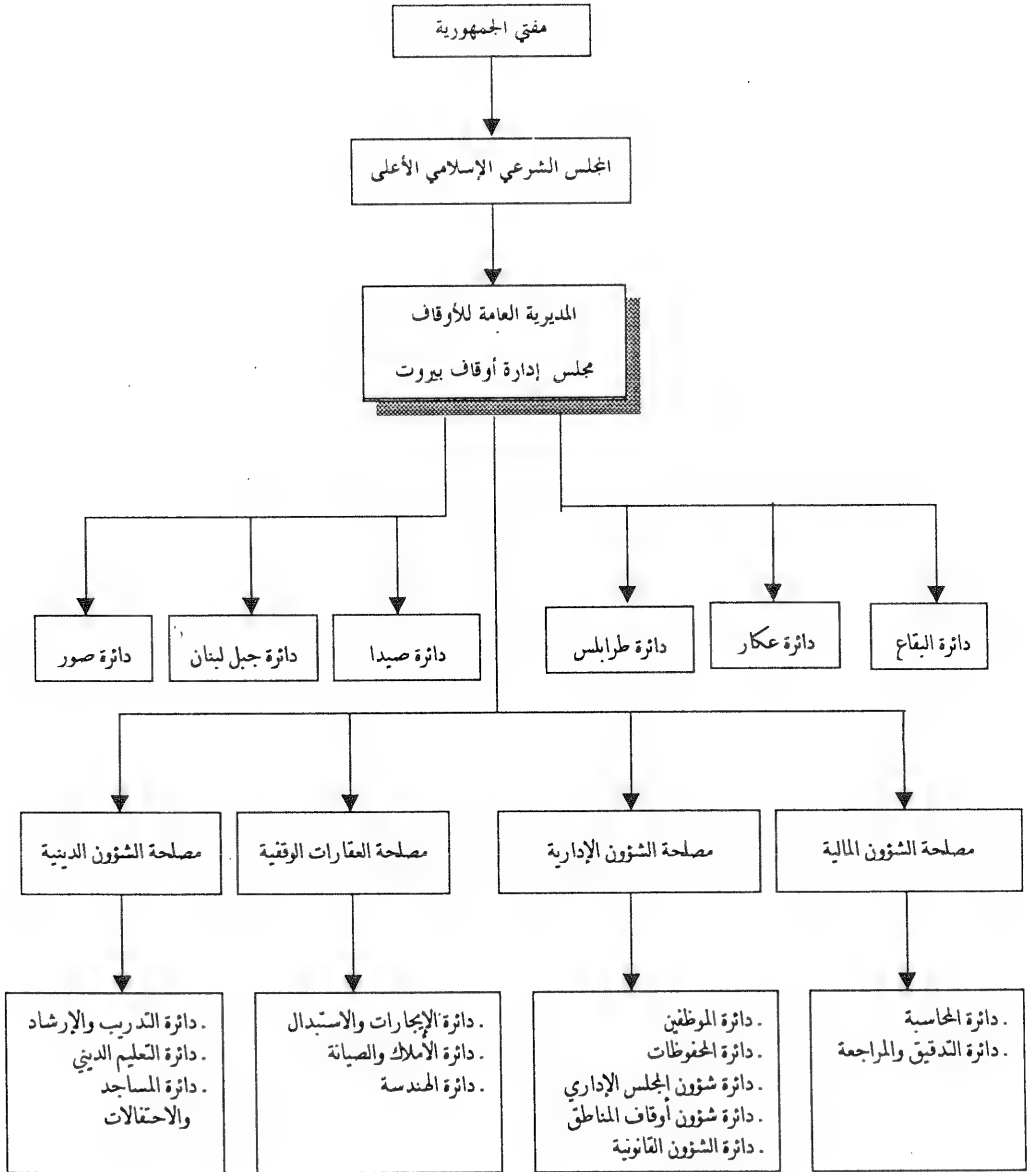 مفتي الجمهورية
المجلس الشرعي الإسلامي الأعلى
المديرية العامة للأوقاف
مجلس إدارة أوقاف بيروت
دائرة البقاع
دائرة عكار
دائرة طرابلس
دائرة صيدا
دائرة جبل لبنان
دائرة صور
مصلحة الشؤون المالية
مصلحة الشؤون الإدارية
مصلحة العقارات الوقفية
مصلحة الشؤون الدينية
. دائرة المحاسبة
. دائرة التدقيق والمراجعة
. دائرة الموظفين
. دائرة المحفوظات
. دائرة شؤون المجلس الإداري
. دائرة شؤون أوقاف المناطق
. دائرة الشؤون القانونية
. دائرة الإيجارات والاستبدال
. دائرة الأملاك والصيانة
. دائرة الهندسة
. دائرة التدريب والإرشاد
. دائرة التعليم الديني
. دائرة المساجد
والاحتفالات